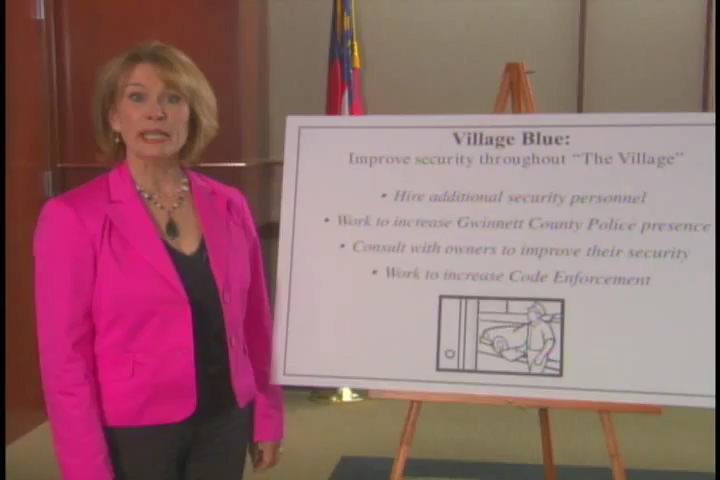 Village Blue:
Improve security throughout “The Village”
• Hire additional security personnel
• Work to increase Gwinnett County Police presence
• Consult with owners to improve their security
• Work to increase Code Enforcement